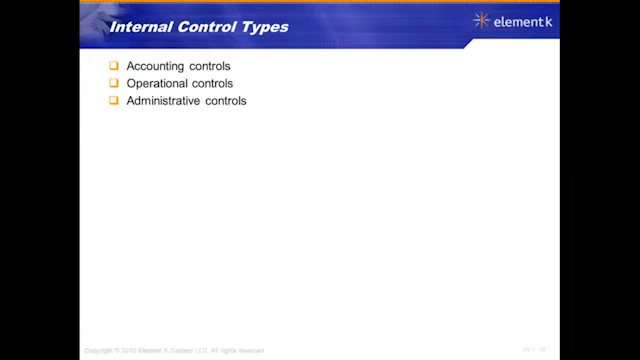 Internal Control Types
element k
Accounting controls
Operational controls
Administrative controls
Copyright © 2010 Element K Content LLC. All rights reserved.